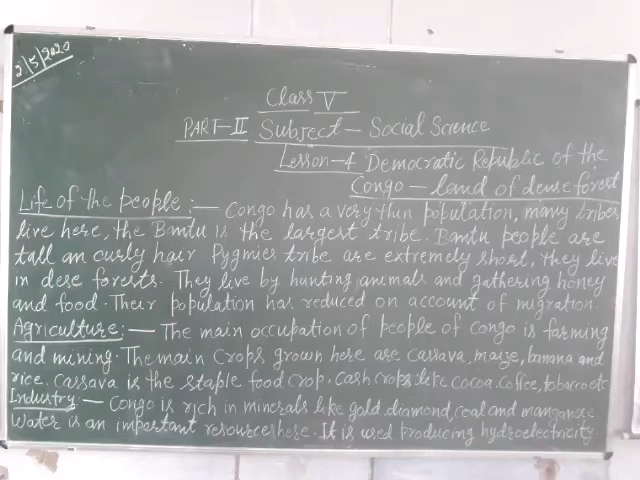 2/5/2020
Class V
PART-II Subject - Social Science
Lesson-4 Democratic Republic of the
Congo - land of dense forest
Life of the people :- Congo has a very thin population, many tribes
live here, the Bantu is the largest tribe. Bantu people are
tall an curly hair Pygmies tribe are extremely short, they live
in dese forests. They live by hunting animals and gathering honey
and food. Their population has reduced on account of migration.
Agriculture:- The main occupation of people of Congo is farming
and mining. The main Crops grown here are cassava, maize, banana and
rice. Cassava is the staple food crop. Cash crops like cocoa, coffee, tobacco etc
Industry:- Congo is rich in minerals like gold, diamond, coal and manganese.
Water is an important resource here. It is used producing hydroelectricity.